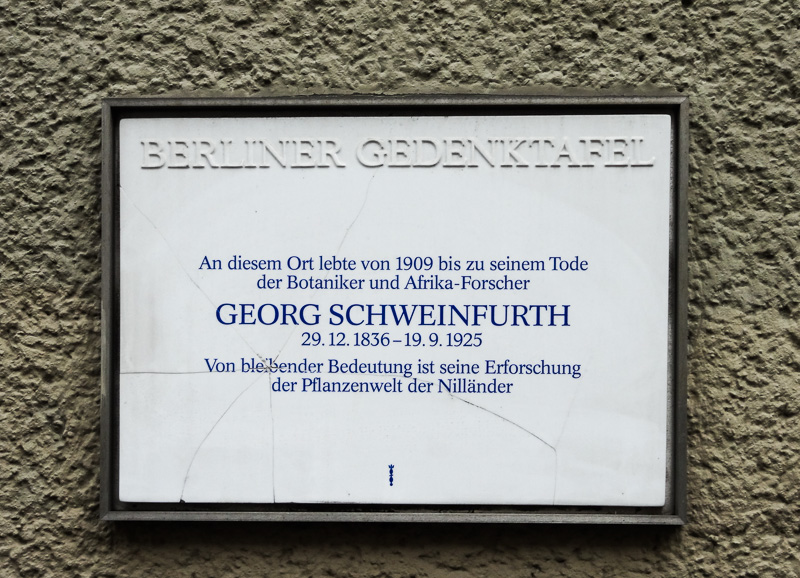 BERLINER GEDENKTAFEL
An diesem Ort lebte von 1909 bis zu seinem Tode
der Botaniker und Afrika-Forscher
GEORG SCHWEINFURTH
29. 12. 1836 – 19. 9. 1925
Von bleibender Bedeutung ist seine Erforschung
der Pflanzenwelt der Nilländer